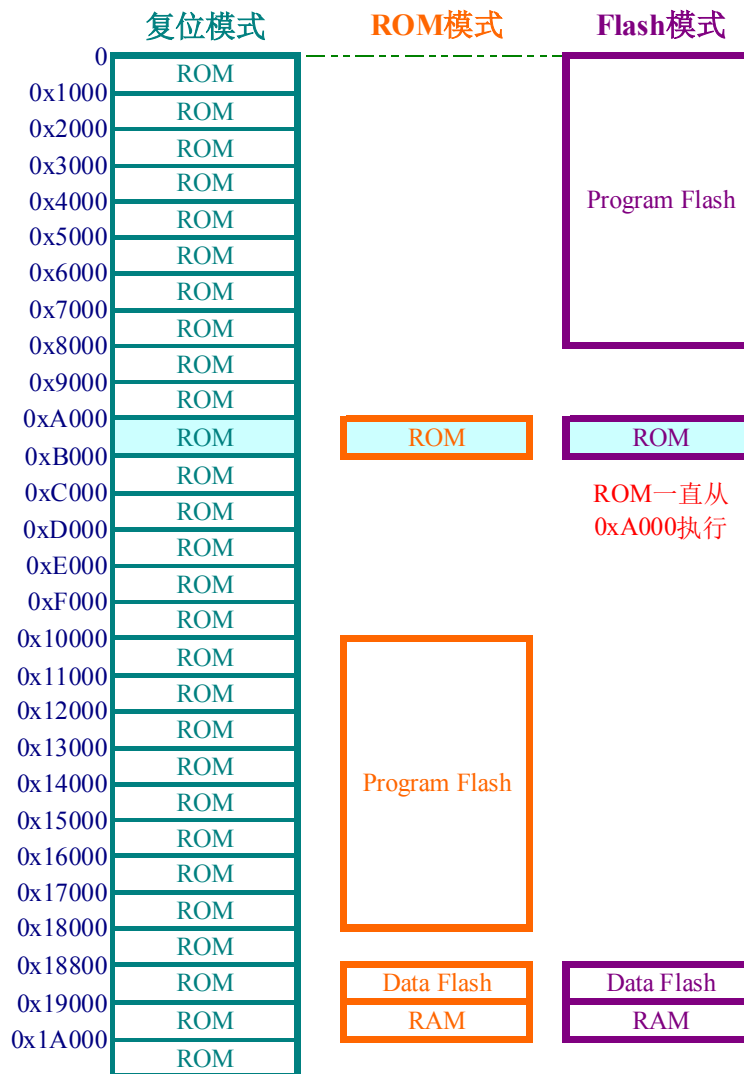 复位模式 ROM模式 Flash模式
0
ROM
0x1000
ROM
0x2000
ROM
0x3000
ROM
0x4000
ROM
0x5000
ROM
0x6000
ROM
0x7000
ROM
0x8000
ROM
0x9000
ROM
0xA000
ROM
0xB000
ROM
0xC000
ROM
0xD000
ROM
0xE000
ROM
0xF000
ROM
0x10000
ROM
0x11000
ROM
0x12000
ROM
0x13000
ROM
0x14000
ROM
0x15000
ROM
0x16000
ROM
0x17000
ROM
0x18000
ROM
0x18800
ROM
0x19000
ROM
0x1A000
ROM
ROM
Program Flash
Data Flash
RAM
Program Flash
ROM
ROM一直从
0xA000执行
Data Flash
RAM